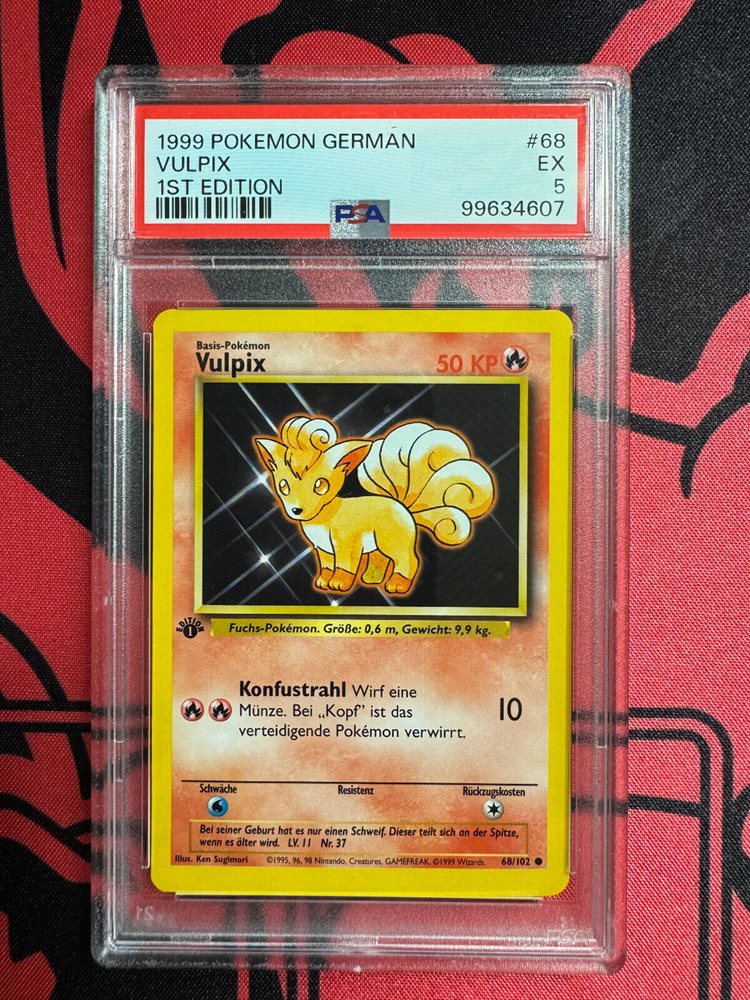 1999 POKEMON GERMAN #68
VULPIX EX
1ST EDITION 5
PSA 99634607
Basis-Pokémon
Vulpix 50 KP
EDITION
1
Fuchs-Pokémon. Größe: 0,6 m, Gewicht: 9,9 kg.
Konfustrahl Wirf eine
Münze. Bei „Kopf" ist das 10
verteidigende Pokémon verwirrt.
Schwäche Resistenz Rückzugskosten
Bei seiner Geburt hat es nur einen Schweif. Dieser teilt sich an der Spitze,
wenn es älter wird. LV. 11 Nr. 37
Illus. Ken Sugimori ©1995, 96, 98 Nintendo, Creatures, GAMEFREAK. ©1999 Wizards. 68/102
PSA